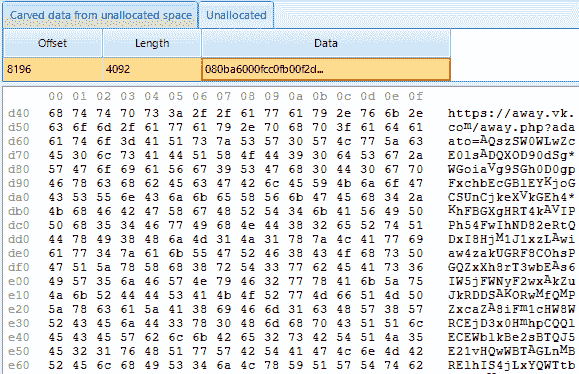 Carved data from unallocated space Unallocated
Offset Length Data
8196 4092 080ba6000fcc0fb00f2d...
00 01 02 03 04 05 06 07 08 09 0a 0b 0c 0d 0e 0f
d40 68 74 74 70 73 3a 2f 2f 61 77 61 79 2e 76 6b 2e https://away.vk.
d50 63 6f 6d 2f 61 77 61 79 2e 70 68 70 3f 61 64 61 com/away.php?ada
d60 61 74 6f 3d 41 51 73 7a 53 57 30 57 4c 77 5a 63 ato=AQszSW0WLwZc
d70 45 30 6c 73 41 44 51 58 4f 44 39 30 64 53 67 2a E0lsADQXOD90dSg*
d80 57 47 6f 69 61 56 67 39 53 47 68 30 44 30 67 70 WGoiaVg9SGh0D0gp
d90 46 78 63 68 62 45 63 47 42 6c 45 59 4b 6a 6f 47 FxchbEcGBlEYKjoG
da0 43 53 55 6e 43 6a 6b 65 58 56 6b 47 45 68 34 2a CSUnCjkeXVkGEh4*
db0 4b 68 46 42 47 58 67 48 52 54 34 6b 41 56 49 50 KhFBGXgHRT4kAVIP
dc0 50 68 35 34 46 77 49 68 4e 44 38 32 65 52 74 51 Ph54FwIhND82eRtQ
dd0 44 78 49 38 48 6a 4d 31 4a 31 78 7a 4c 41 77 69 DxI8HjM1J1xzLAwi
de0 61 77 34 7a 61 6b 55 47 52 46 38 43 4f 68 73 50 aw4zakUGRF8COhsP
df0 47 51 5a 78 58 68 38 72 54 33 77 62 45 41 73 36 GQZxXh8rT3wbEAs6
e00 49 57 35 6a 46 57 4e 79 46 32 77 78 41 6b 5a 75 IW5jFWNyF2wxAkZu
e10 4a 6b 52 44 44 53 41 4b 4f 52 77 4d 66 51 4d 50 JkRDDSAKORwMfQMP
e20 5a 78 63 61 5a 41 38 69 46 6d 31 63 48 57 38 57 ZxcaZA8iFm1cHW8W
e30 52 43 45 6a 44 33 78 30 48 6d 68 70 43 51 51 6c RCEjD3x0HmhpCQQl
e40 45 43 45 57 62 6c 6b 42 65 32 73 42 54 51 4a 35 ECEWblkBe2sBTQJ5
e50 45 32 31 76 48 51 77 57 42 54 41 47 4c 6e 4d 42 E21vHQwWBTAGLnMB
e60 52 45 6c 68 49 53 34 6a 4c 78 59 51 57 54 74 62 RElhIS4jLxYQWTtb